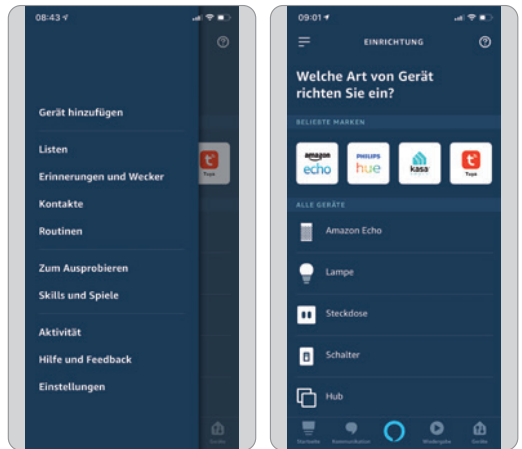 08:43
Gerät hinzufügen
Listen
Erinnerungen und Wecker
Kontakte
Routinen
Zum Ausprobieren
Skills und Spiele
Aktivität
Hilfe und Feedback
Einstellungen
Tuya
Geräte
09:01
EINRICHTUNG
Welche Art von Gerät
richten Sie ein?
BELIEBTE MARKEN
amazon
echo
PHILIPS
hue
kasa
Tuya
ALLE GERÄTE
Amazon Echo
Lampe
Steckdose
Schalter
Hub
Startseite
Kommunikation
Wiedergabe
Geräte